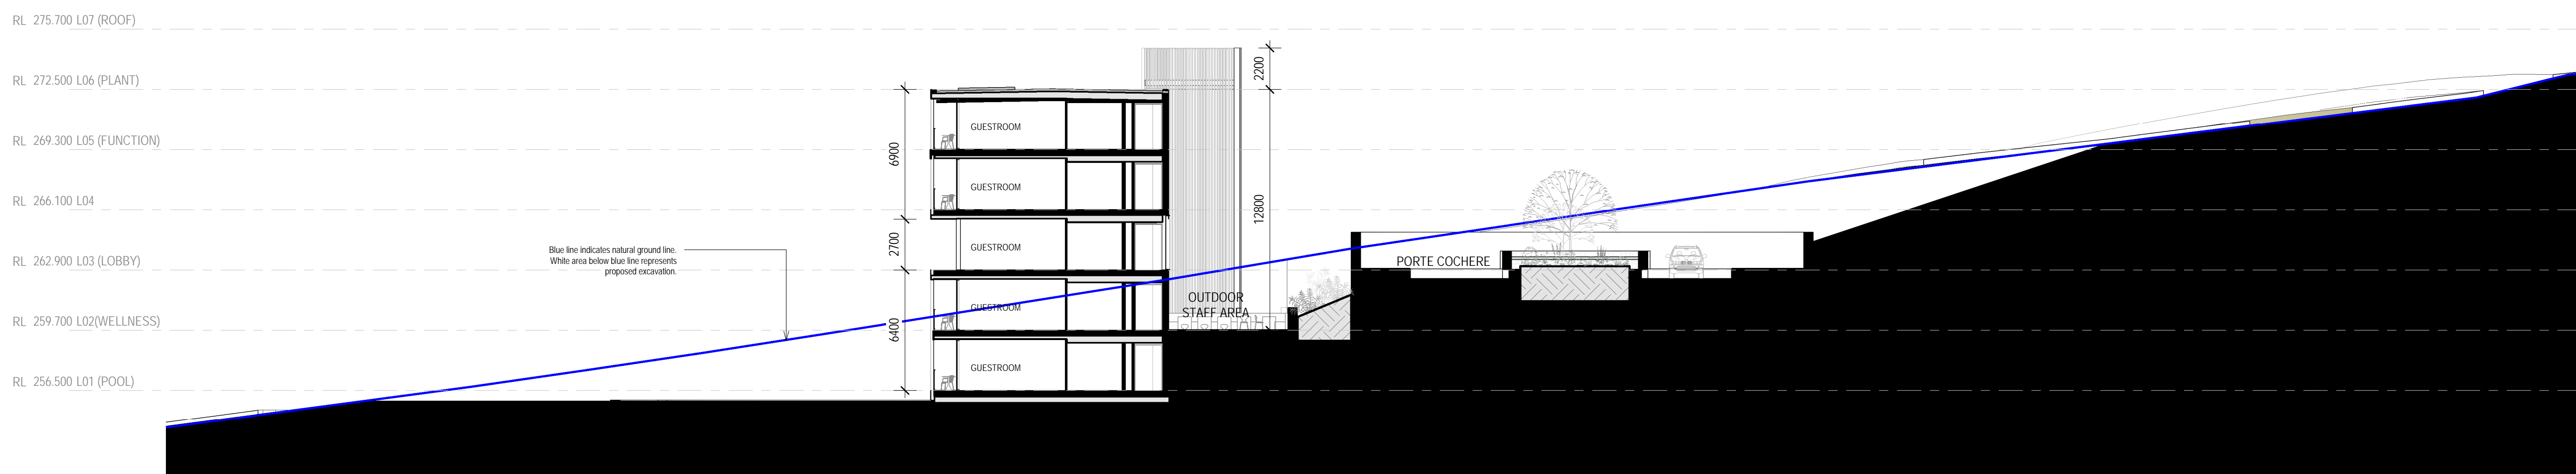 RL 275.700 L07 (ROOF)
RL 272.500 L06 (PLANT)
RL 269.300 L05 (FUNCTION)
RL 266.100 L04
RL 262.900 L03 (LOBBY)
RL 259.700 L02(WELLNESS)
RL 256.500 L01 (POOL)
Blue line indicates natural ground line.
White area below blue line represents
proposed excavation.
6900
2700
6400
GUESTROOM
GUESTROOM
GUESTROOM
GUESTROOM
GUESTROOM
2200
12800
OUTDOOR
STAFF AREA
PORTE COCHERE